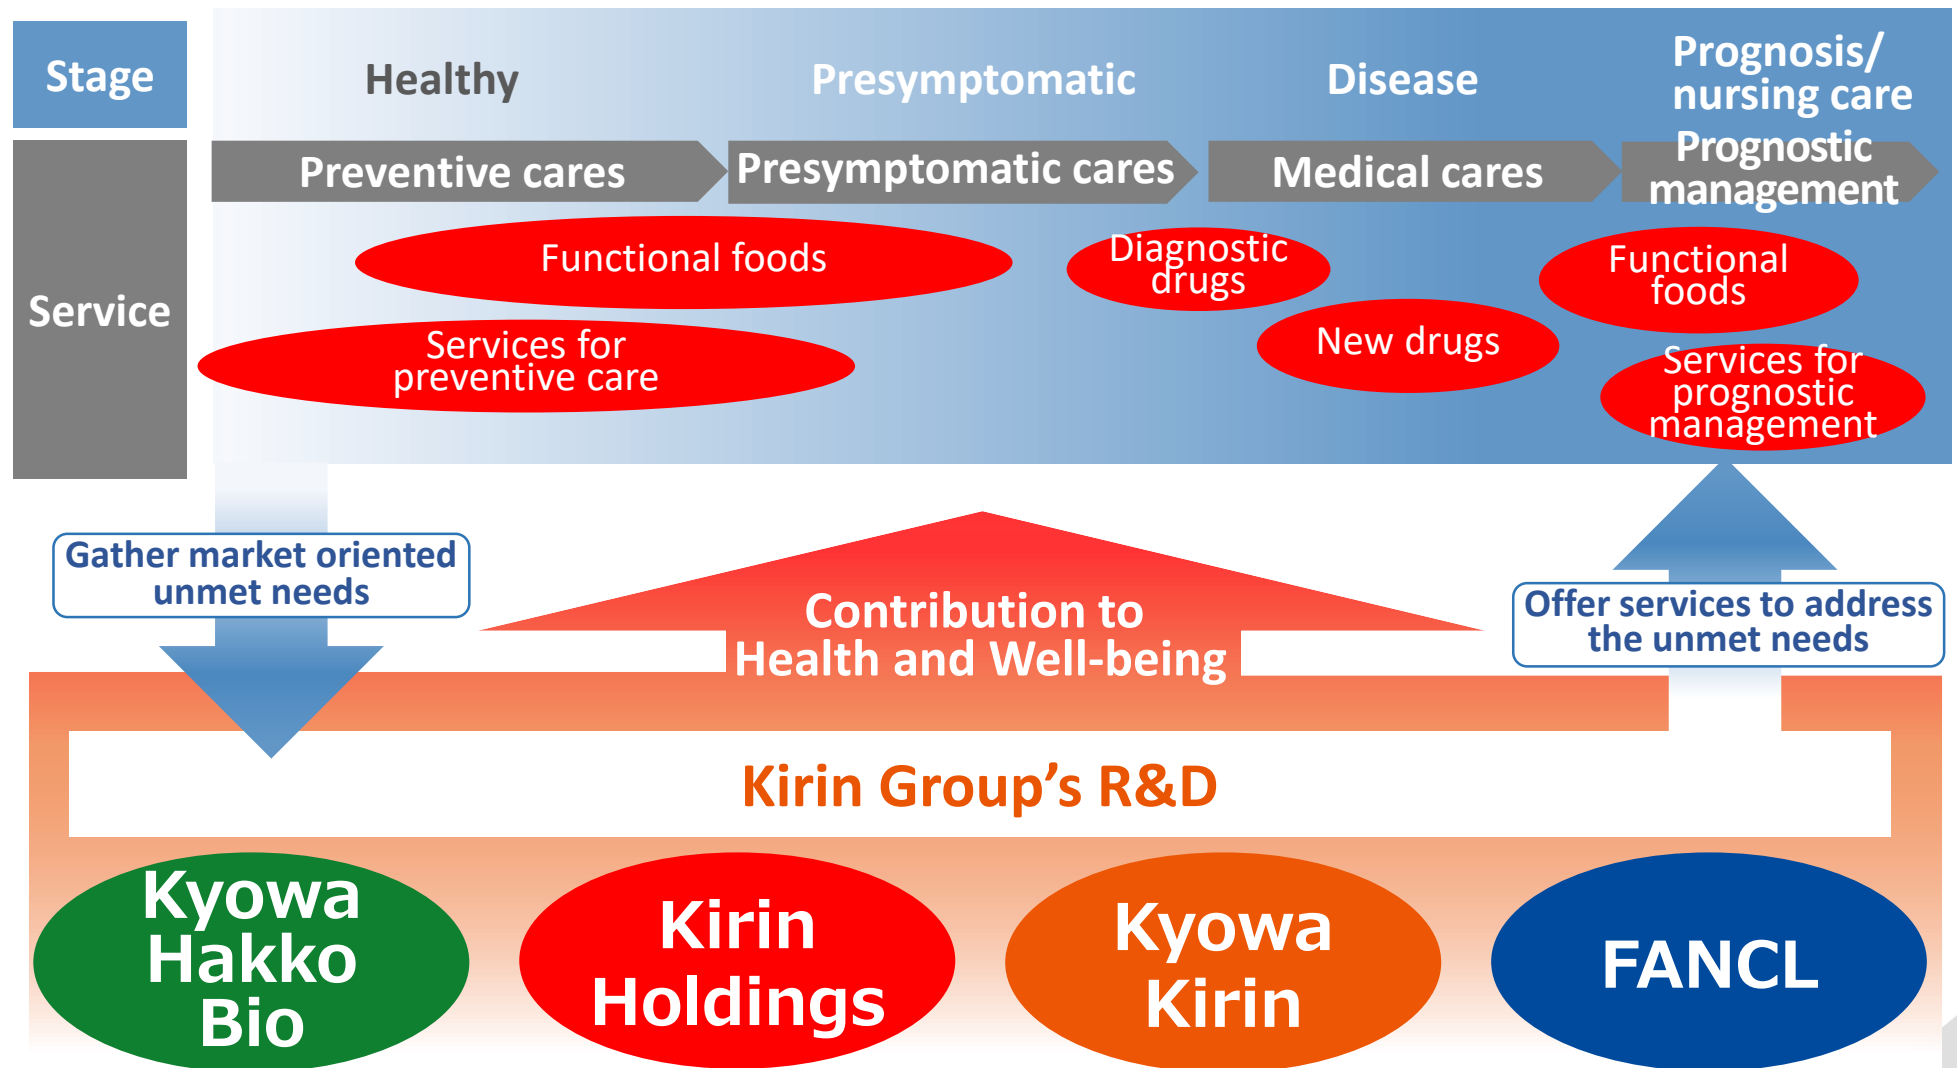 Stage
Healthy
Presymptomatic
Disease
Prognosis/
nursing care
Service
Preventive cares
Presymptomatic cares
Medical cares
Prognostic
management
Functional foods
Diagnostic
drugs
Functional
foods
Services for
preventive care
New drugs
Services for
prognostic
management
Gather market oriented
unmet needs
Contribution to
Health and Well-being
Offer services to address
the unmet needs
Kirin Group’s R&D
Kyowa
Hakko
Bio
Kirin
Holdings
Kyowa
Kirin
FANCL